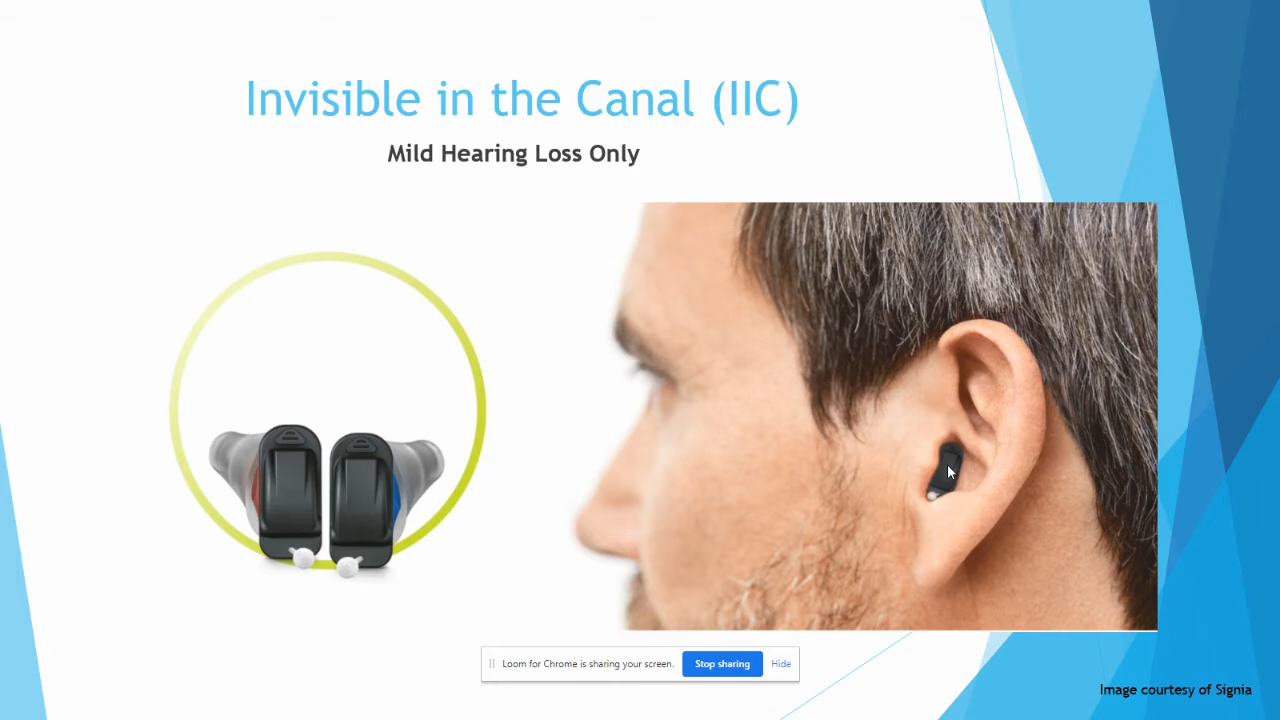 Invisible in the Canal (IIC)
Mild Hearing Loss Only
Loom for Chrome is sharing your screen. Stop sharing Hide
Image courtesy of Signia